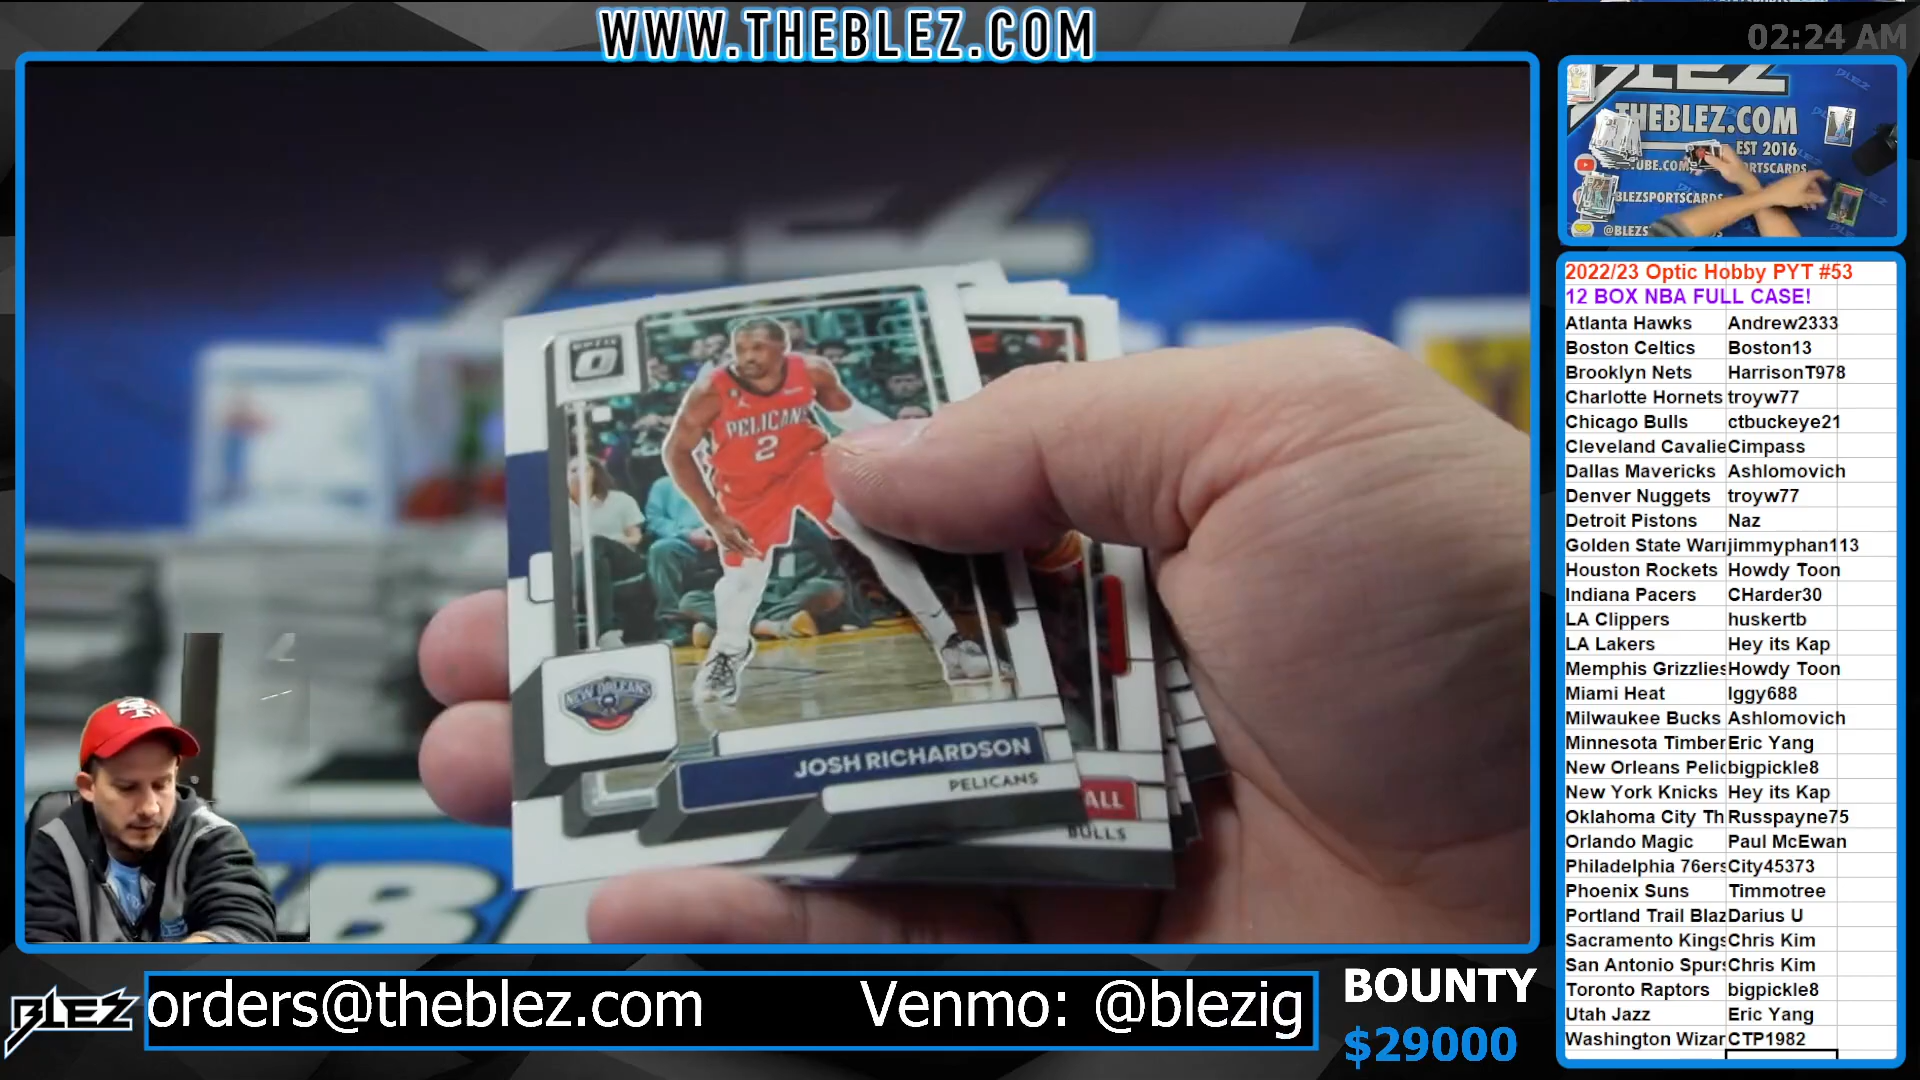 WWW.THEBLEZ.COM
02:24 AM
BLEZ
THEBLEZ.COM
EST 2016
BLEZSPORTSCARDS
@BLEZS
OPTIC
PELICANS
2
NEW ORLEANS
JOSH RICHARDSON
PELICANS
ALL
BULLS
2022/23 Optic Hobby PYT #53
12 BOX NBA FULL CASE!
Atlanta Hawks Andrew2333
Boston Celtics Boston13
Brooklyn Nets HarrisonT978
Charlotte Hornets troyw77
Chicago Bulls ctbuckeye21
Cleveland Cavalie Cimpass
Dallas Mavericks Ashlomovich
Denver Nuggets troyw77
Detroit Pistons Naz
Golden State Warr jimmyphan113
Houston Rockets Howdy Toon
Indiana Pacers CHarder30
LA Clippers huskertb
LA Lakers Hey its Kap
Memphis Grizzlies Howdy Toon
Miami Heat Iggy688
Milwaukee Bucks Ashlomovich
Minnesota Timber Eric Yang
New Orleans Pelic bigpickle8
New York Knicks Hey its Kap
Oklahoma City Th Russpayne75
Orlando Magic Paul McEwan
Philadelphia 76ers City45373
Phoenix Suns Timmotree
Portland Trail Blaz Darius U
Sacramento Kings Chris Kim
San Antonio Spurs Chris Kim
Toronto Raptors bigpickle8
Utah Jazz Eric Yang
Washington Wizar CTP1982
BLEZ
orders@theblez.com Venmo: @blezig
BOUNTY
$29000